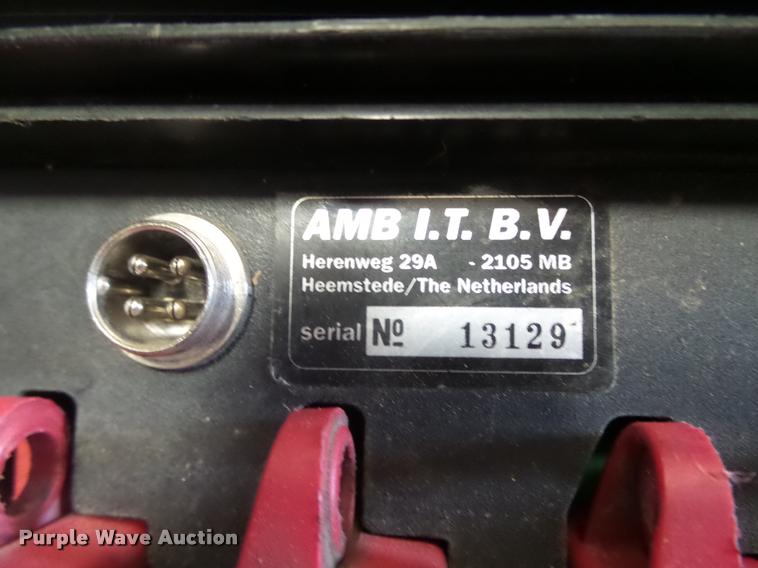 AMB I.T. B.V.
Herenweg 29A - 2105 MB
Heemstede/The Netherlands
serial № 13129
Purple Wave Auction